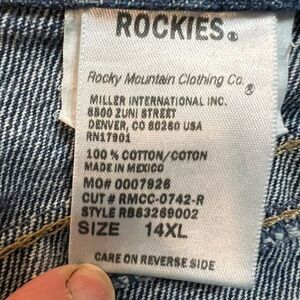 ROCKIES®
Rocky Mountain Clothing Co.®
MILLER INTERNATIONAL INC.
8500 ZUNI STREET
DENVER, CO 80260 USA
RN17901
100 % COTTON/COTON
MADE IN MEXICO
MO# 0007926
CUT # RMCC-0742-R
STYLE RB63269002
SIZE 14XL
CARE ON REVERSE SIDE